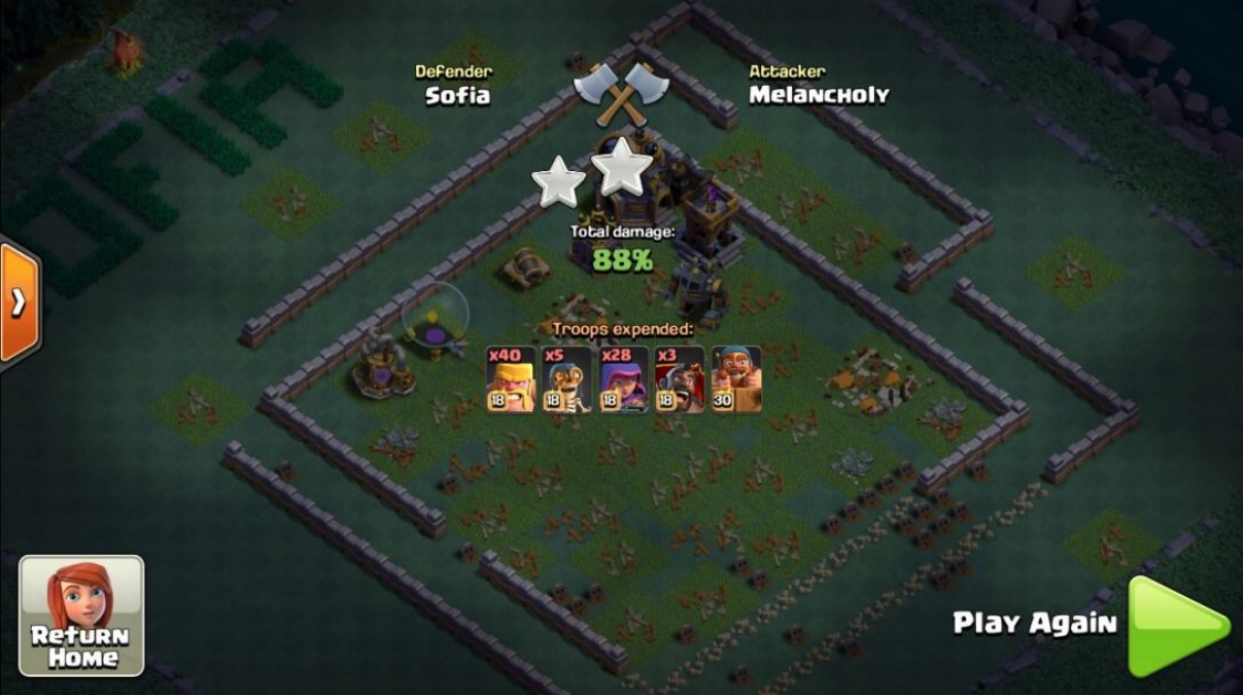 Defender
Sofia
Attacker
Melancholy
OFIA
Total damage:
88%
Troops expended:
x40 x5 x28 x3
18 18 18 18 30
Return
Home
Play Again